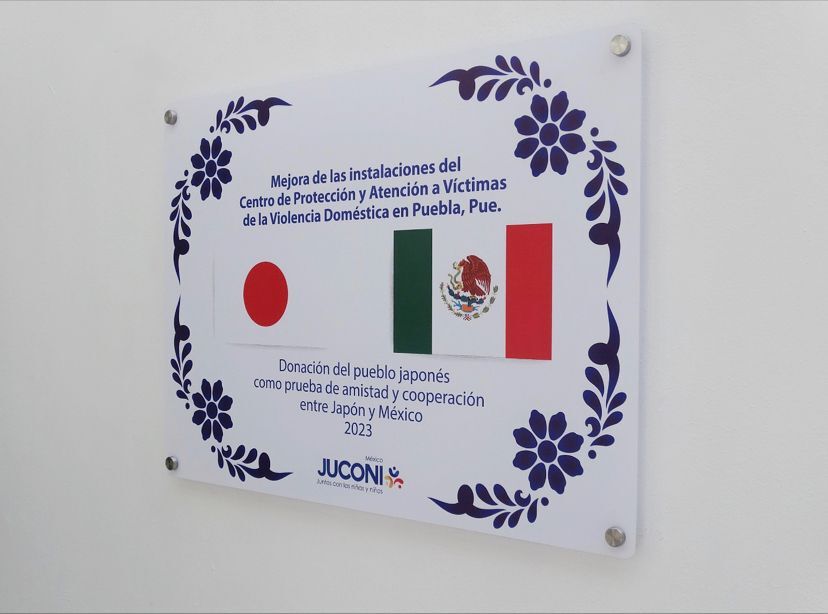 Mejora de las instalaciones del
Centro de Protección y Atención a Víctimas
de la Violencia Doméstica en Puebla, Pue.
Donación del pueblo japonés
como prueba de amistad y cooperación
entre Japón y México
2023
México
JUCONI
Juntos con las niñas y niños